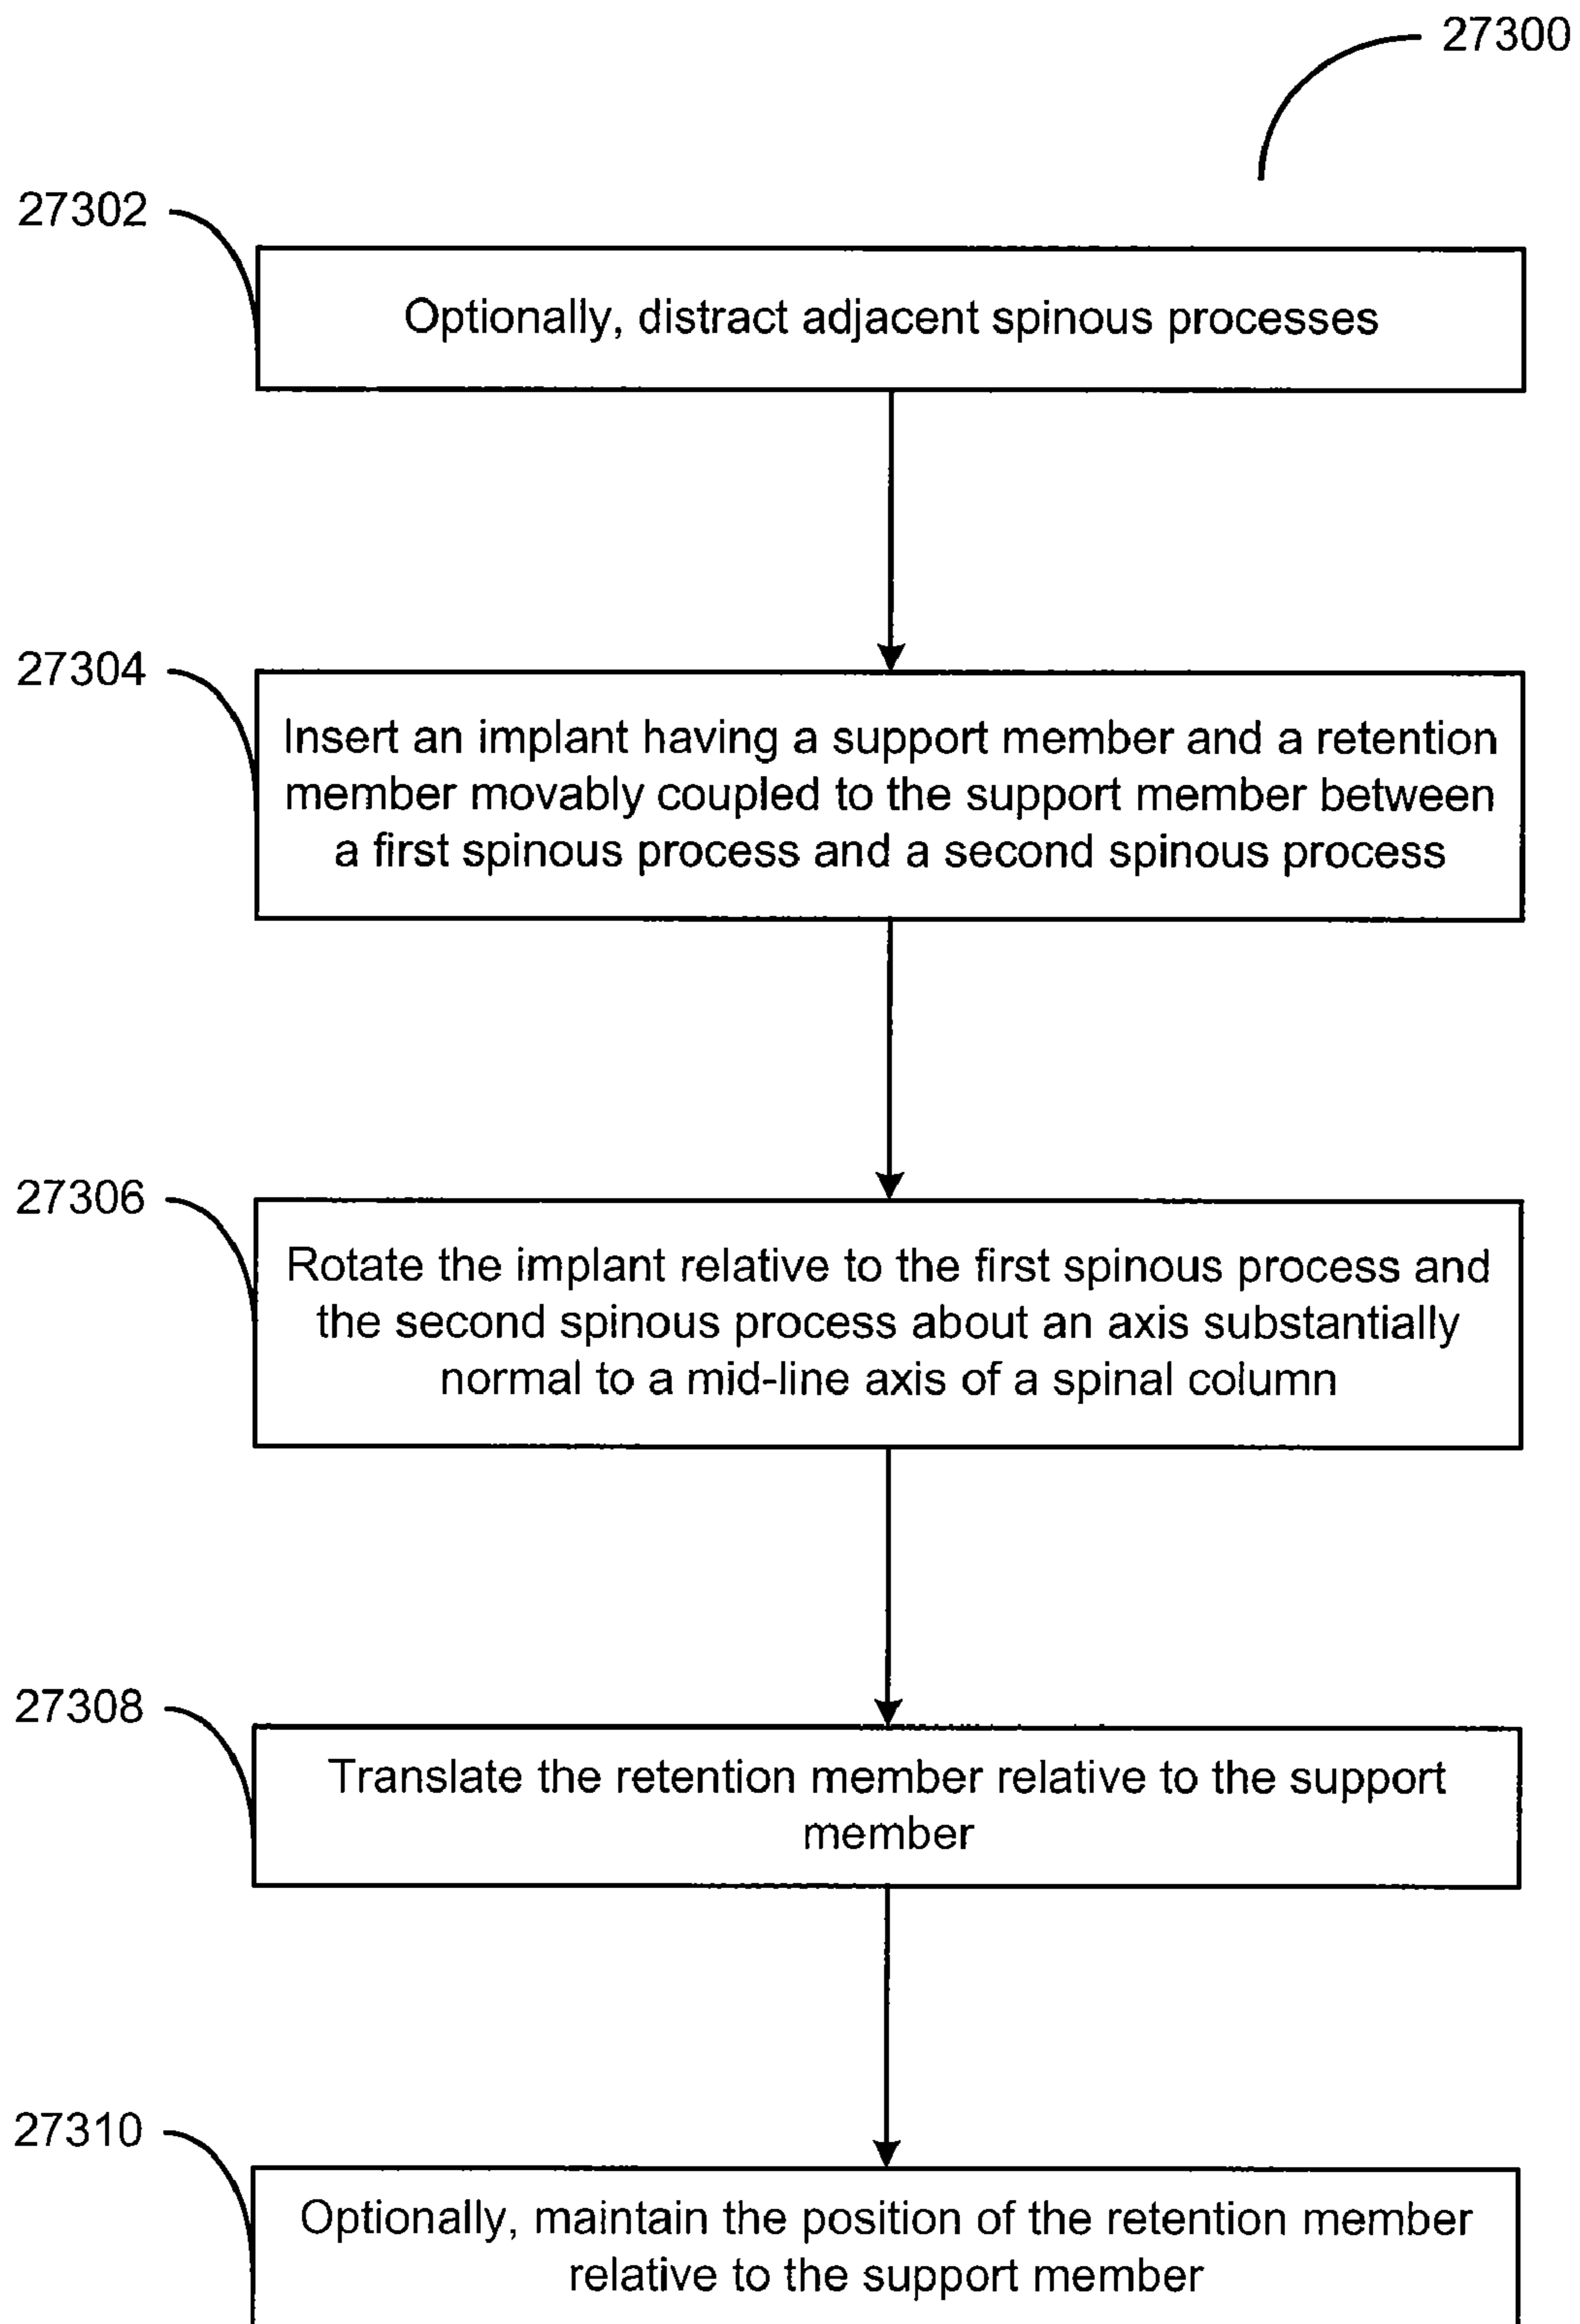 27300
27302
Optionally, distract adjacent spinous processes
27304
Insert an implant having a support member and a retention
member movably coupled to the support member between
a first spinous process and a second spinous process
27306
Rotate the implant relative to the first spinous process and
the second spinous process about an axis substantially
normal to a mid-line axis of a spinal column
27308
Translate the retention member relative to the support
member
27310
Optionally, maintain the position of the retention member
relative to the support member